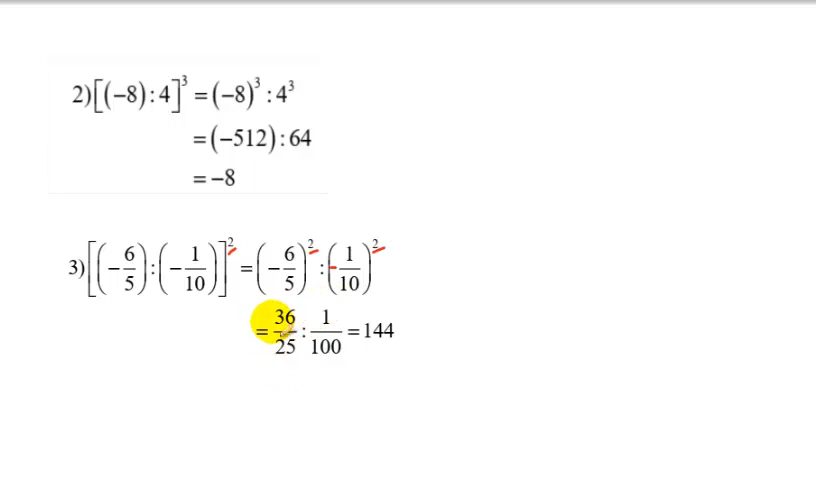 2)[(−8):4]³ = (−8)³ : 4³
= (−512) : 64
= −8
3)[(−6/5):(−1/10)]² = (−6/5)² : (−1/10)²
= 36/25 : 1/100 = 144